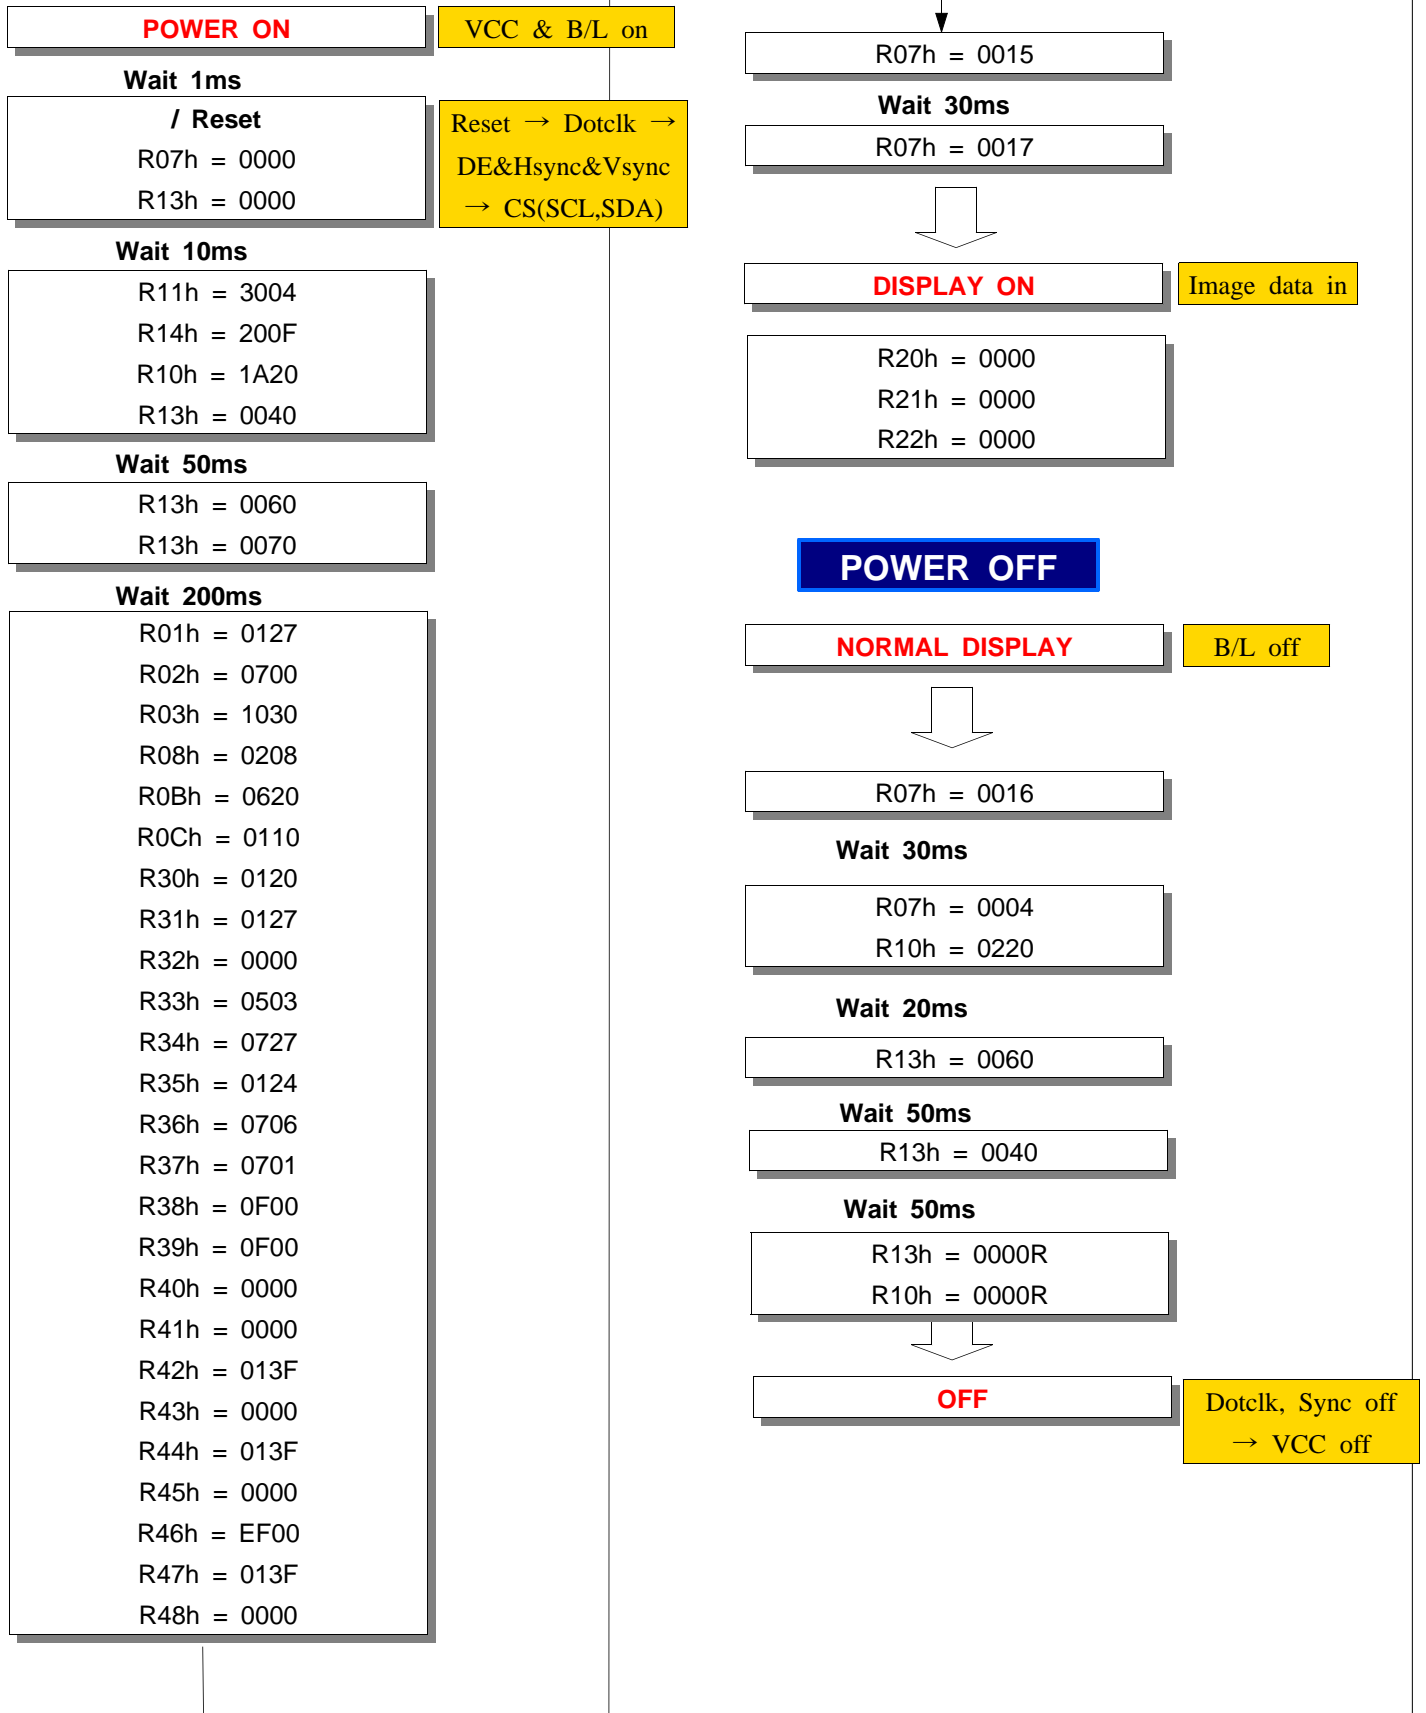 POWER ON
VCC & B/L on
Wait 1ms
/ Reset
R07h = 0000
R13h = 0000
Reset → Dotclk →
DE&Hsync&Vsync
→ CS(SCL,SDA)
Wait 10ms
R11h = 3004
R14h = 200F
R10h = 1A20
R13h = 0040
Wait 50ms
R13h = 0060
R13h = 0070
Wait 200ms
R01h = 0127
R02h = 0700
R03h = 1030
R08h = 0208
R0Bh = 0620
R0Ch = 0110
R30h = 0120
R31h = 0127
R32h = 0000
R33h = 0503
R34h = 0727
R35h = 0124
R36h = 0706
R37h = 0701
R38h = 0F00
R39h = 0F00
R40h = 0000
R41h = 0000
R42h = 013F
R43h = 0000
R44h = 013F
R45h = 0000
R46h = EF00
R47h = 013F
R48h = 0000
R07h = 0015
Wait 30ms
R07h = 0017
DISPLAY ON
Image data in
R20h = 0000
R21h = 0000
R22h = 0000
POWER OFF
NORMAL DISPLAY
B/L off
R07h = 0016
Wait 30ms
R07h = 0004
R10h = 0220
Wait 20ms
R13h = 0060
Wait 50ms
R13h = 0040
Wait 50ms
R13h = 0000R
R10h = 0000R
OFF
Dotclk, Sync off
→ VCC off